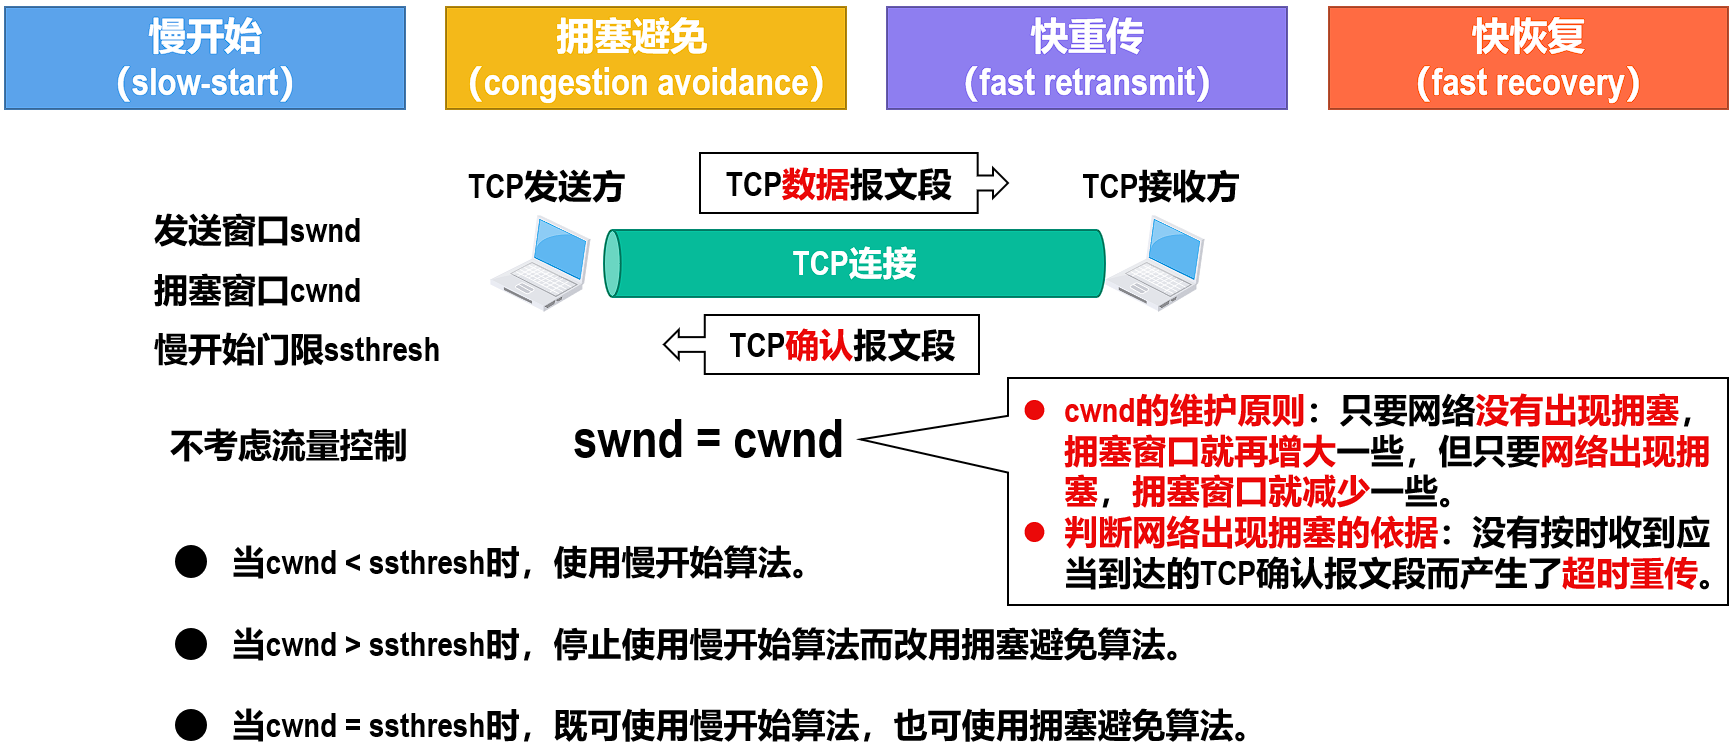 慢开始
（slow-start）
拥塞避免
（congestion avoidance）
快重传
（fast retransmit）
快恢复
（fast recovery）
TCP发送方
TCP数据报文段
TCP接收方
发送窗口swnd
拥塞窗口cwnd
慢开始门限ssthresh
TCP连接
TCP确认报文段
不考虑流量控制
swnd = cwnd
● cwnd的维护原则：只要网络没有出现拥塞，
拥塞窗口就再增大一些，但只要网络出现拥
塞，拥塞窗口就减少一些。
● 判断网络出现拥塞的依据：没有按时收到应
当到达的TCP确认报文段而产生了超时重传。
● 当cwnd < ssthresh时，使用慢开始算法。
● 当cwnd > ssthresh时，停止使用慢开始算法而改用拥塞避免算法。
● 当cwnd = ssthresh时，既可使用慢开始算法，也可使用拥塞避免算法。